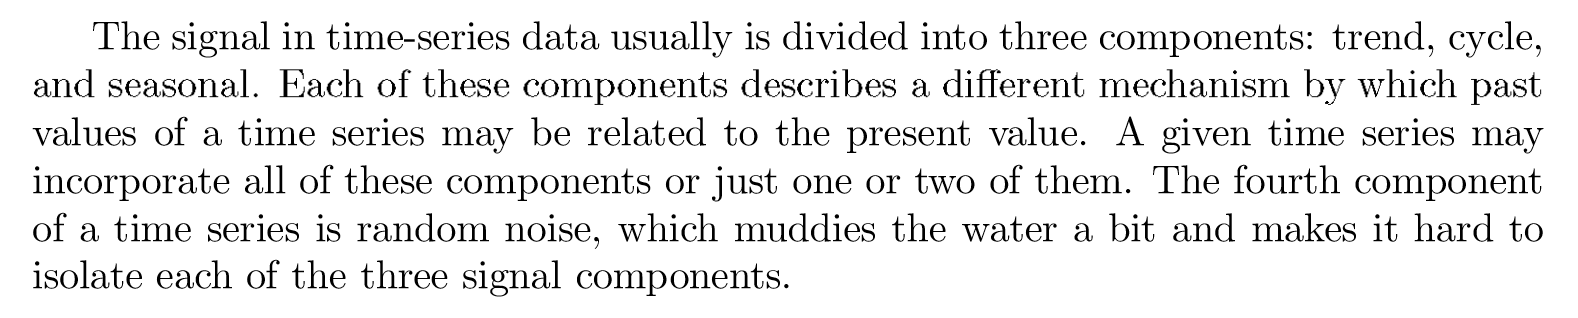 The signal in time-series data usually is divided into three components: trend, cycle,
and seasonal. Each of these components describes a different mechanism by which past
values of a time series may be related to the present value. A given time series may
incorporate all of these components or just one or two of them. The fourth component
of a time series is random noise, which muddies the water a bit and makes it hard to
isolate each of the three signal components.